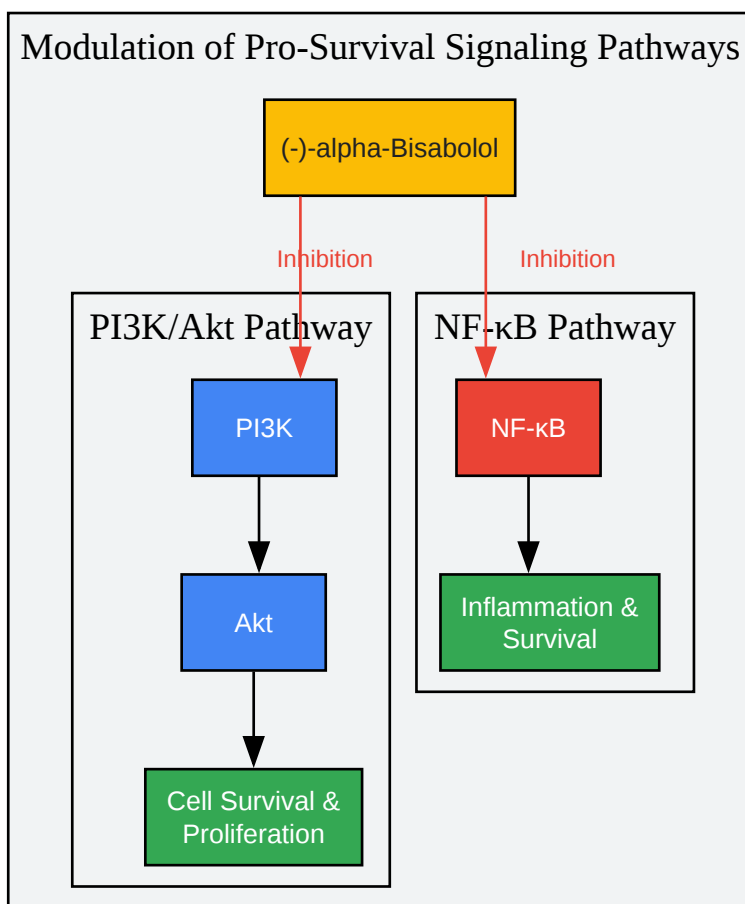 Modulation of Pro-Survival Signaling Pathways
(-)-alpha-Bisabolol
Inhibition
Inhibition
PI3K/Akt Pathway
NF-κB Pathway
PI3K
NF-κB
Akt
Inflammation &
Survival
Cell Survival &
Proliferation